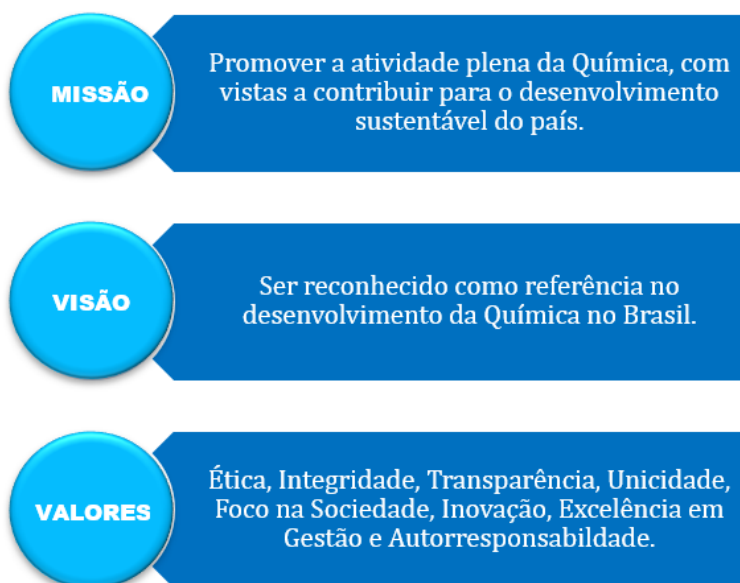 MISSÃO
Promover a atividade plena da Química, com
vistas a contribuir para o desenvolvimento
sustentável do país.
VISÃO
Ser reconhecido como referência no
desenvolvimento da Química no Brasil.
VALORES
Ética, Integridade, Transparência, Unicidade,
Foco na Sociedade, Inovação, Excelência em
Gestão e Autorresponsabildade.